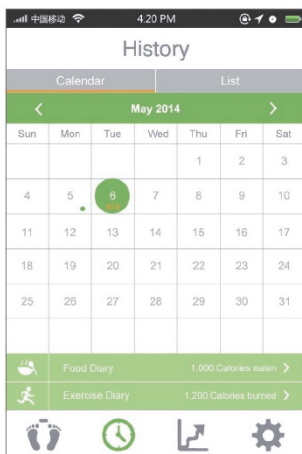 中国移动 4:20 PM
History
Calendar List
May 2014
Sun Mon Tue Wed Thu Fri Sat
1 2 3
4 5 6 7 8 9 10
11 12 13 14 15 16 17
18 19 20 21 22 23 24
25 26 27 28 29 30 31
Food Diary 1,000 Calories eaten
Exercise Diary 1,200 Calories burned